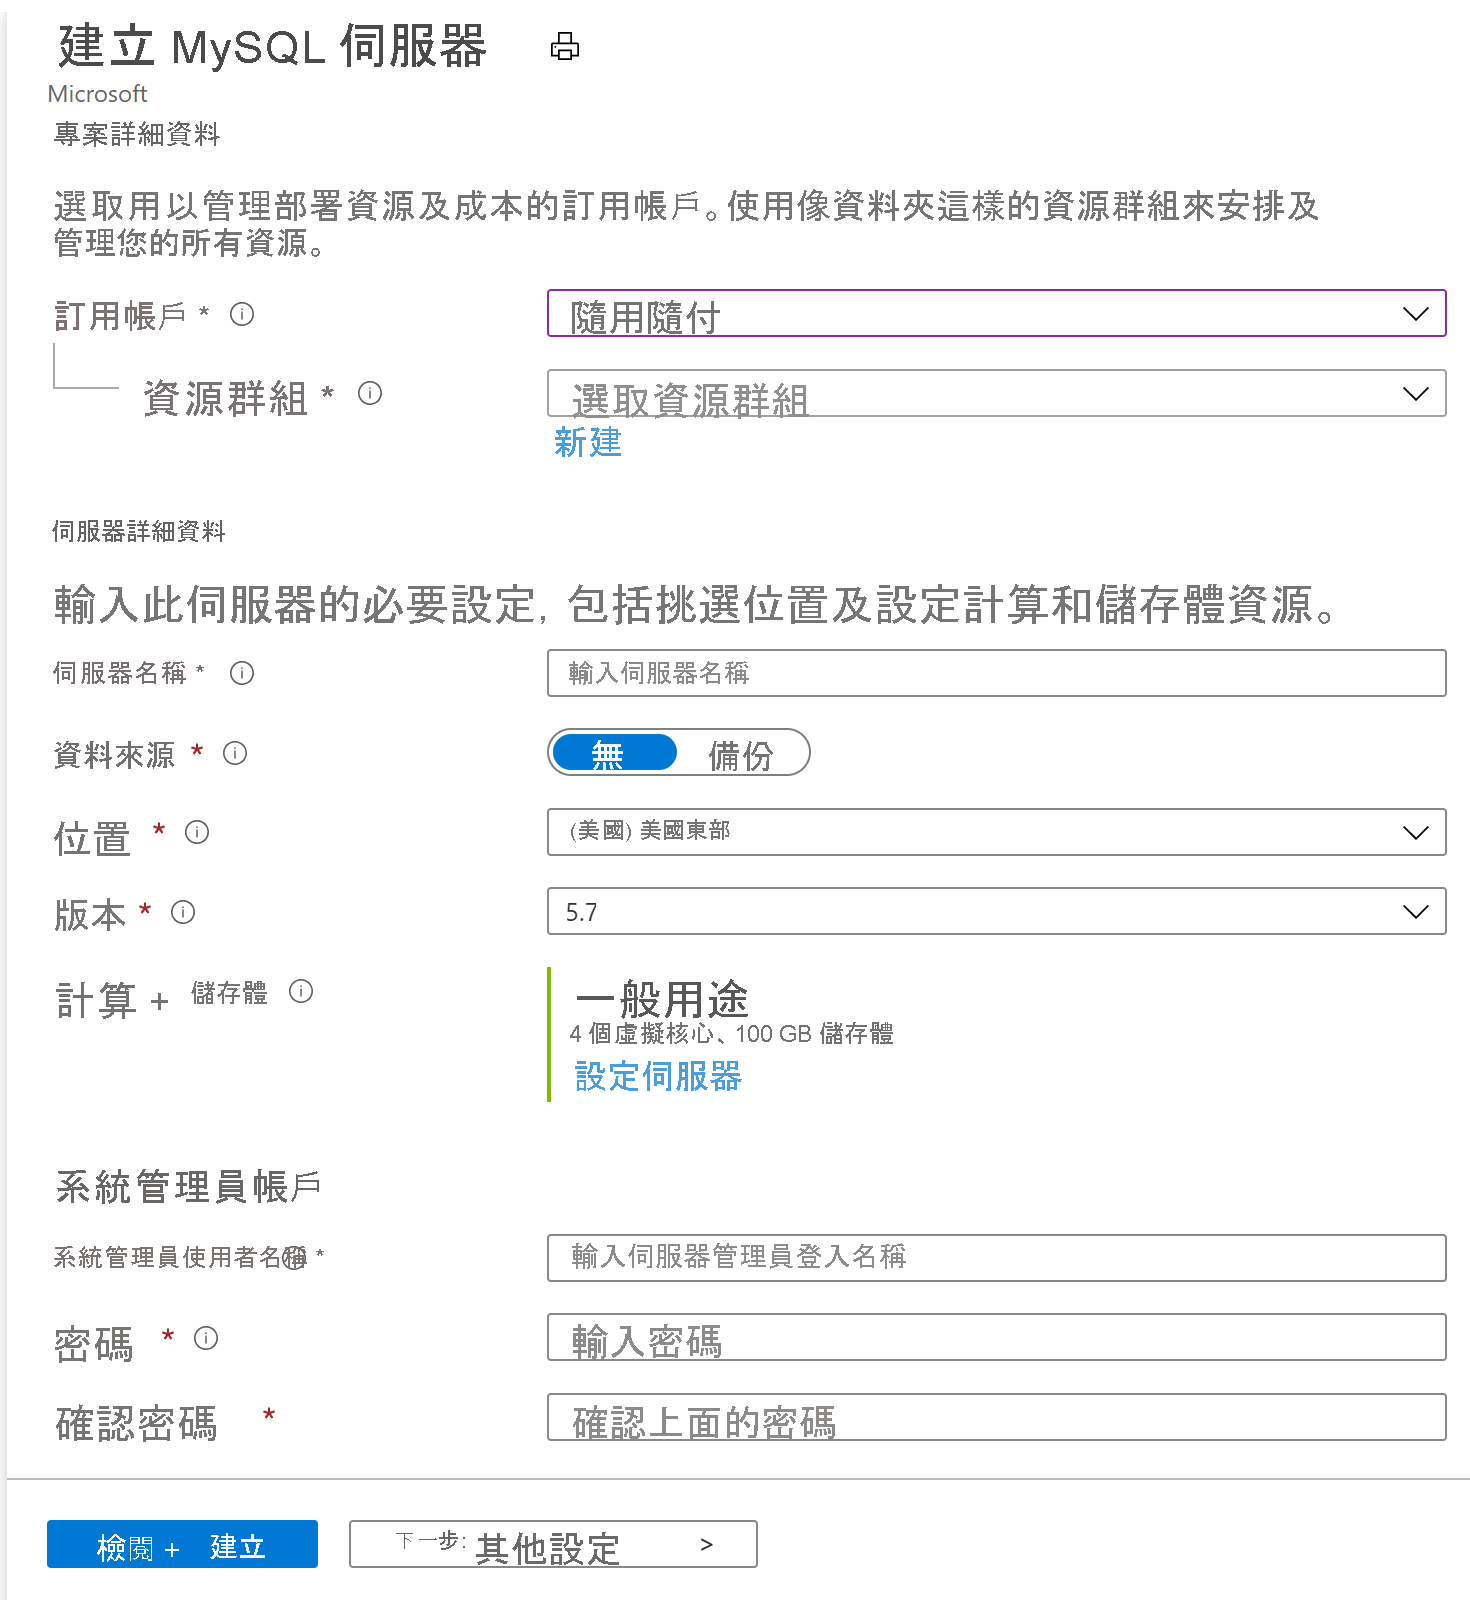 建立 MySQL 伺服器
Microsoft
專案詳細資料
選取用以管理部署資源及成本的訂用帳戶。使用像資料夾這樣的資源群組來安排及
管理您的所有資源。
訂用帳戶 *
隨用隨付
資源群組 *
選取資源群組
新建
伺服器詳細資料
輸入此伺服器的必要設定, 包括挑選位置及設定計算和儲存體資源。
伺服器名稱 *
輸入伺服器名稱
資料來源 *
無 備份
位置 *
(美國) 美國東部
版本 *
5.7
計算 + 儲存體
一般用途
4 個虛擬核心、100 GB 儲存體
設定伺服器
系統管理員帳戶
系統管理員使用者名稱 *
輸入伺服器管理員登入名稱
密碼 *
輸入密碼
確認密碼 *
確認上面的密碼
檢閱 + 建立
下一步: 其他設定 >